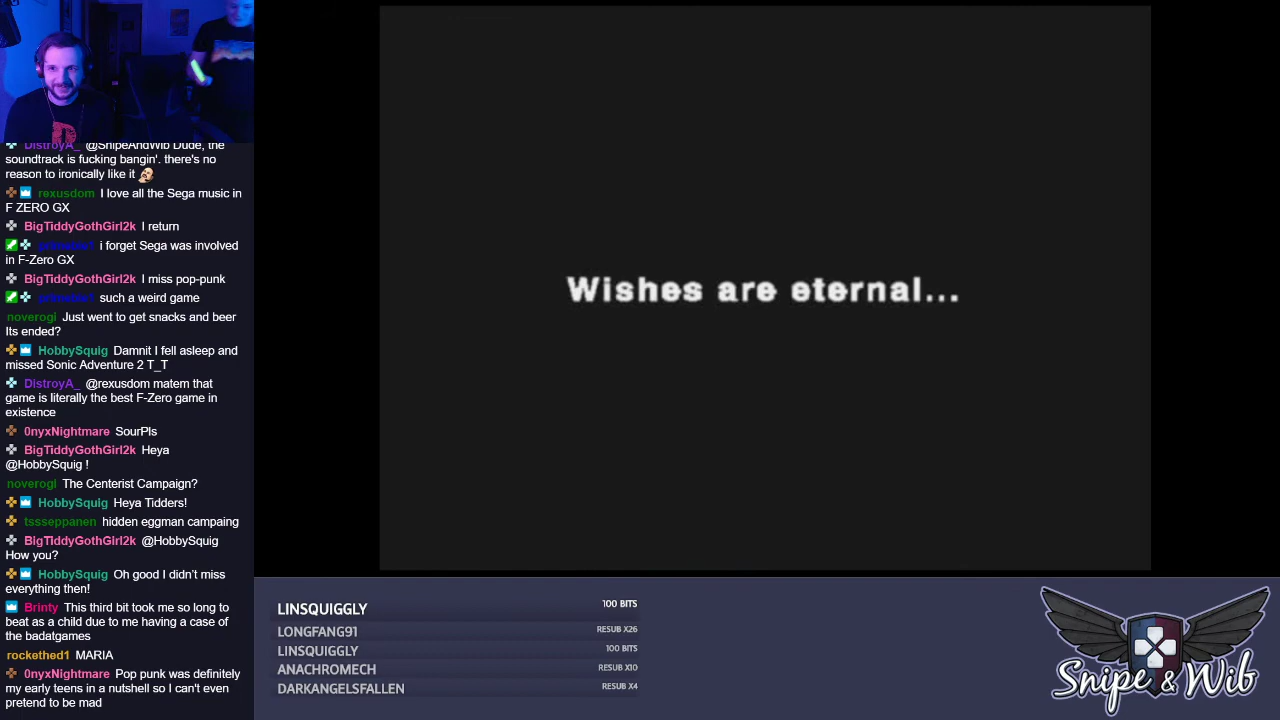 Wishes are eternal...
DistroyA_ @SnipeAndWib Dude, the
soundtrack is fucking bangin'. there's no
reason to ironically like it
rexusdom I love all the Sega music in
F ZERO GX
BigTiddyGothGirl2k I return
i forget Sega was involved
in F-Zero GX
BigTiddyGothGirl2k I miss pop-punk
such a weird game
noverogi Just went to get snacks and beer
Its ended?
HobbySquig Damnit I fell asleep and
missed Sonic Adventure 2 T_T
DistroyA_ @rexusdom matem that
game is literally the best F-Zero game in
existence
0nyxNightmare SourPls
BigTiddyGothGirl2k Heya
@HobbySquig !
noverogi The Centerist Campaign?
HobbySquig Heya Tidders!
tssseppanen hidden eggman campaing
BigTiddyGothGirl2k @HobbySquig
How you?
HobbySquig Oh good I didn't miss
everything then!
Brinty This third bit took me so long to
beat as a child due to me having a case of
the badatgames
rockethed1 MARIA
0nyxNightmare Pop punk was definitely
my early teens in a nutshell so I can't even
pretend to be mad
LINSQUIGGLY 100 BITS
LONGFANG91 RESUB X26
LINSQUIGGLY 100 BITS
ANACHROMECH RESUB X10
DARKANGELSFALLEN RESUB X4
Snipe & Wib